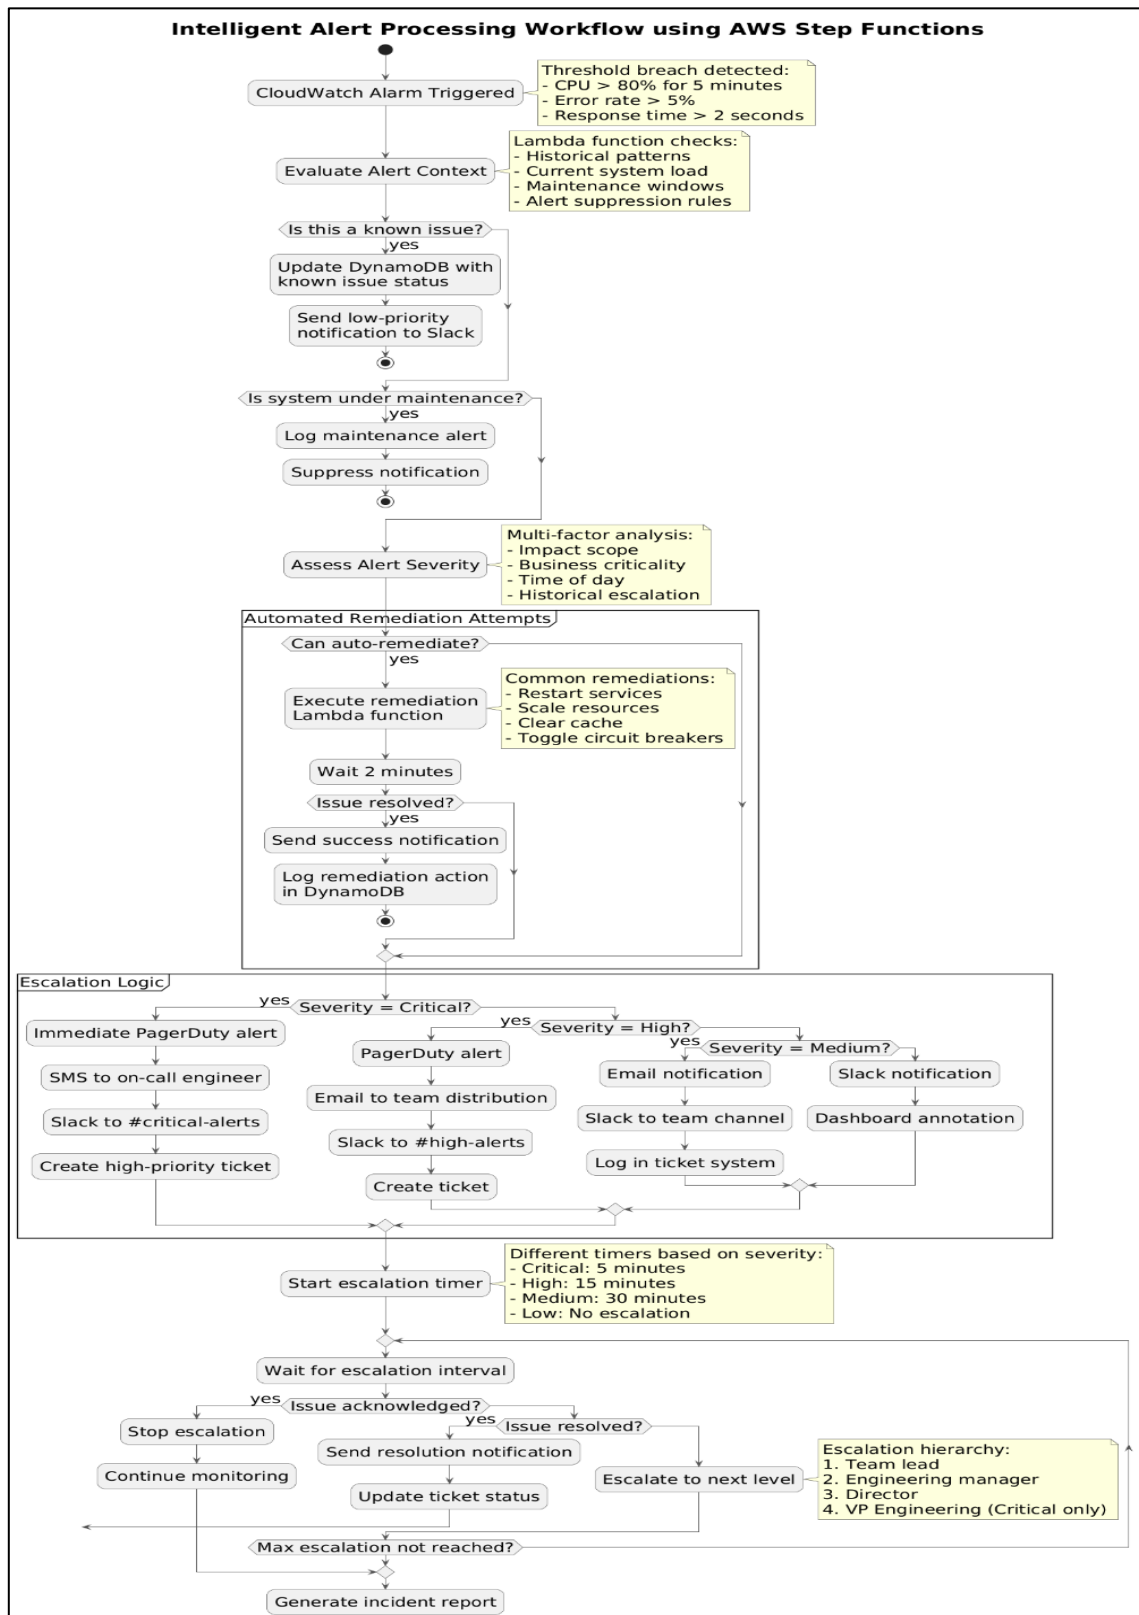 Intelligent Alert Processing Workflow using AWS Step Functions
CloudWatch Alarm Triggered
Threshold breach detected:
- CPU > 80% for 5 minutes
- Error rate > 5%
- Response time > 2 seconds
Evaluate Alert Context
Lambda function checks:
- Historical patterns
- Current system load
- Maintenance windows
- Alert suppression rules
Is this a known issue?
yes
Update DynamoDB with
known issue status
Send low-priority
notification to Slack
Is system under maintenance?
yes
Log maintenance alert
Suppress notification
Assess Alert Severity
Multi-factor analysis:
- Impact scope
- Business criticality
- Time of day
- Historical escalation
Automated Remediation Attempts
Can auto-remediate?
yes
Execute remediation
Lambda function
Common remediations:
- Restart services
- Scale resources
- Clear cache
- Toggle circuit breakers
Wait 2 minutes
Issue resolved?
yes
Send success notification
Log remediation action
in DynamoDB
Escalation Logic
yes
Severity = Critical?
Immediate PagerDuty alert
SMS to on-call engineer
Slack to #critical-alerts
Create high-priority ticket
yes
Severity = High?
PagerDuty alert
Email to team distribution
Slack to #high-alerts
Create ticket
yes
Severity = Medium?
Email notification
Slack to team channel
Log in ticket system
Slack notification
Dashboard annotation
Start escalation timer
Different timers based on severity:
- Critical: 5 minutes
- High: 15 minutes
- Medium: 30 minutes
- Low: No escalation
Wait for escalation interval
yes
Issue acknowledged?
Stop escalation
Continue monitoring
yes
Issue resolved?
Send resolution notification
Update ticket status
Escalate to next level
Escalation hierarchy:
1. Team lead
2. Engineering manager
3. Director
4. VP Engineering (Critical only)
Max escalation not reached?
Generate incident report